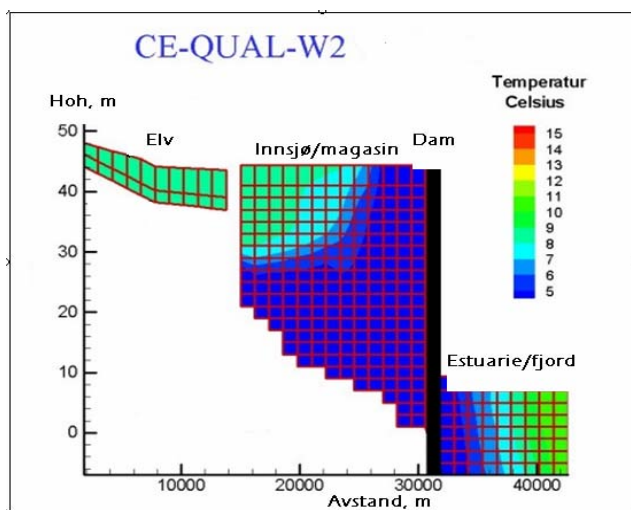 CE-QUAL-W2
Temperatur
Celsius
Hoh, m
Elv
Innsjø/magasin
Dam
15
14
13
12
11
10
9
8
7
6
5
50
40
30
20
10
0
Estuarie/fjord
10000
20000
30000
40000
Avstand, m